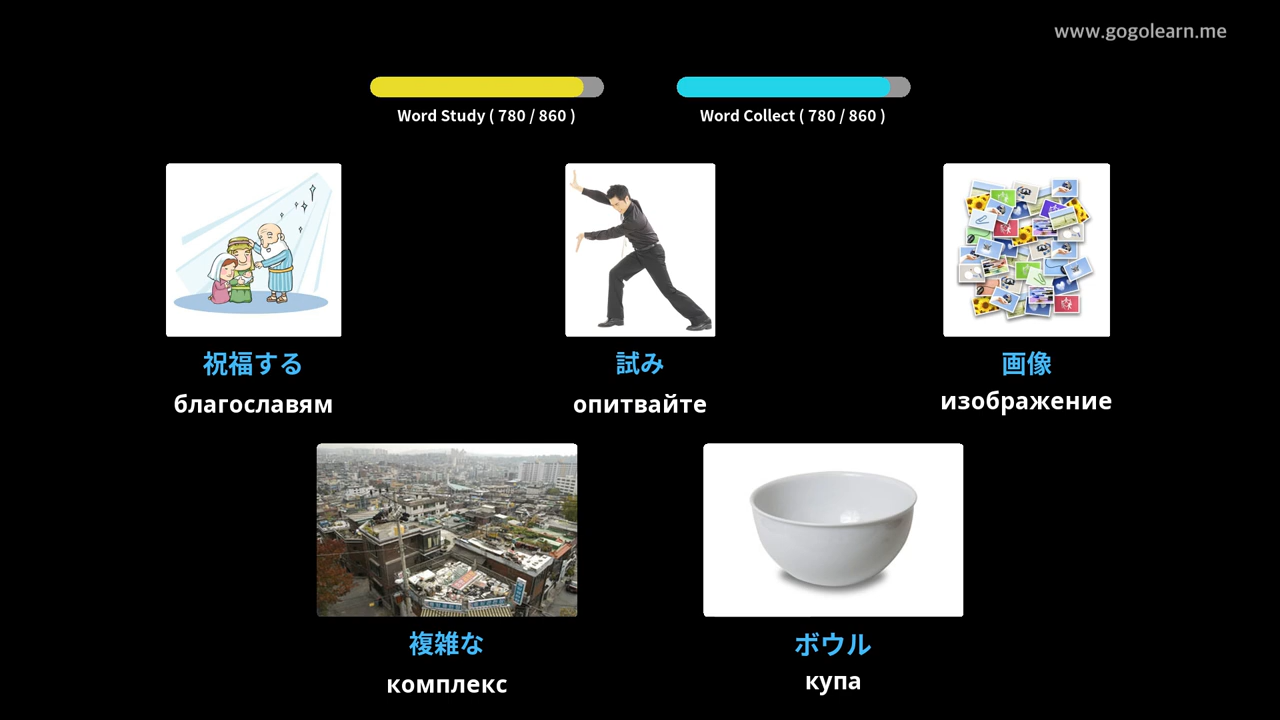 www.gogolearn.me
Word Study ( 780 / 860 )
Word Collect ( 780 / 860 )
祝福する
благославям
試み
опитвайте
画像
изображение
複雑な
комплекс
ボウル
купа